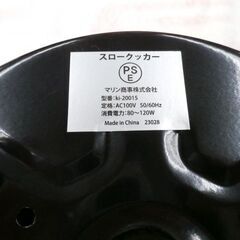 スロークッカー
PS
E
マリン商事株式会社
型番：ki-20015
定格：AC100V 50/60Hz
消費電力：80～120W
Made in China 23028